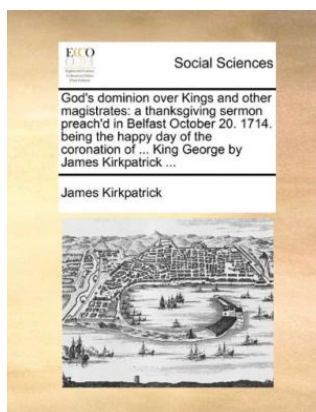 ECCO
Social Sciences
God's dominion over Kings and other
magistrates: a thanksgiving sermon
preach'd in Belfast October 20. 1714.
being the happy day of the
coronation of ... King George by
James Kirkpatrick ...
James Kirkpatrick